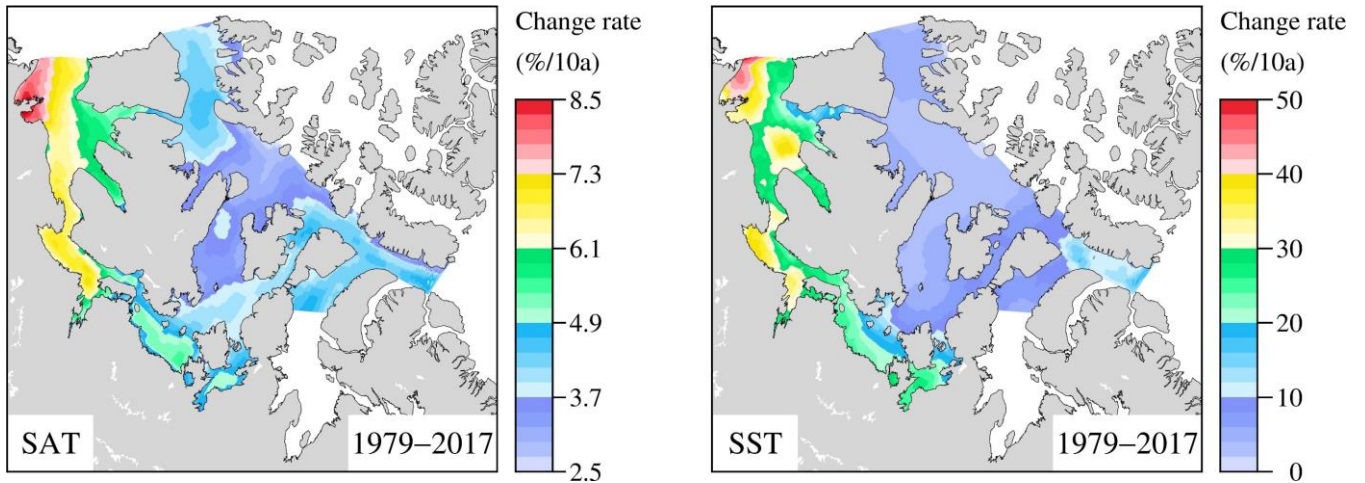 Change rate
(%/10a)
8.5
7.3
6.1
4.9
3.7
2.5
SAT
1979–2017
Change rate
(%/10a)
50
40
30
20
10
0
SST
1979–2017